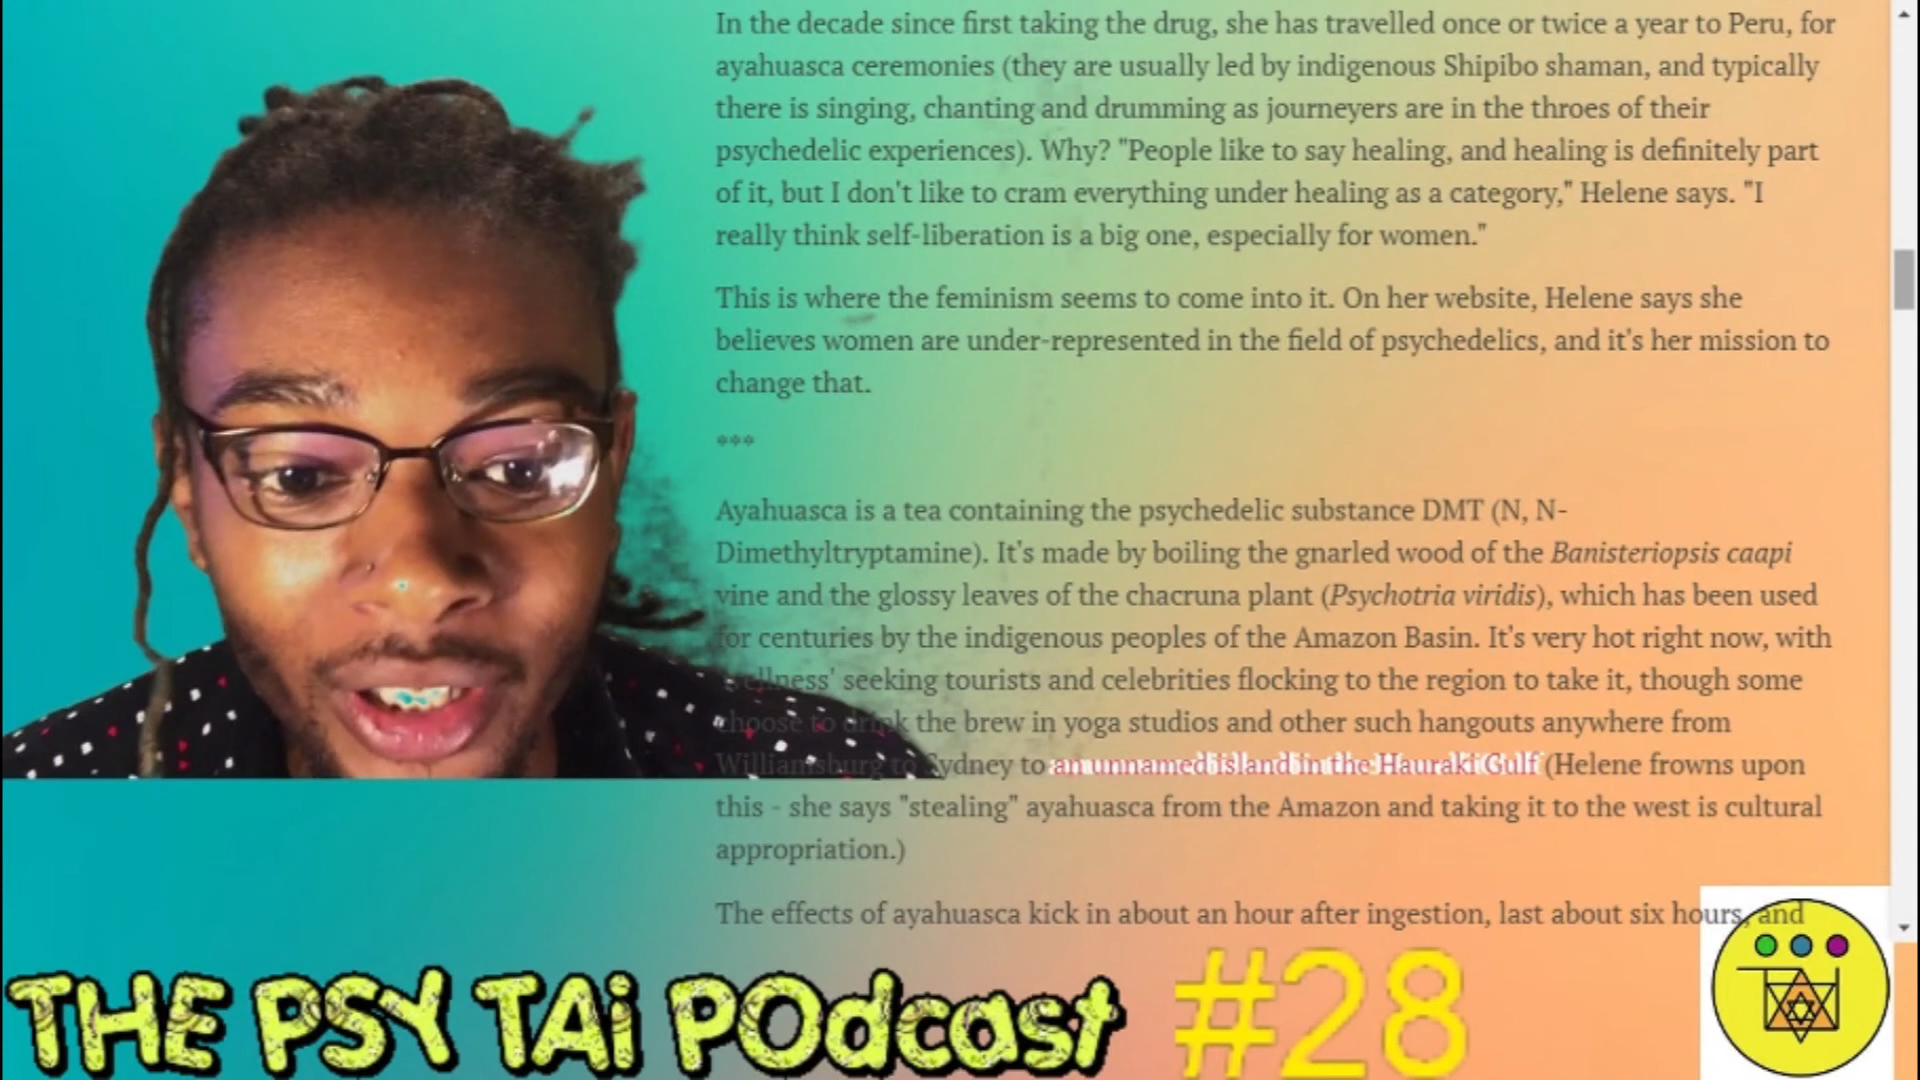 In the decade since first taking the drug, she has travelled once or twice a year to Peru, for
ayahuasca ceremonies (they are usually led by indigenous Shipibo shaman, and typically
there is singing, chanting and drumming as journeyers are in the throes of their
psychedelic experiences). Why? "People like to say healing, and healing is definitely part
of it, but I don't like to cram everything under healing as a category," Helene says. "I
really think self-liberation is a big one, especially for women."
This is where the feminism seems to come into it. On her website, Helene says she
believes women are under-represented in the field of psychedelics, and it's her mission to
change that.
***
Ayahuasca is a tea containing the psychedelic substance DMT (N, N-
Dimethyltryptamine). It's made by boiling the gnarled wood of the Banisteriopsis caapi
vine and the glossy leaves of the chacruna plant (Psychotria viridis), which has been used
for centuries by the indigenous peoples of the Amazon Basin. It's very hot right now, with
'wellness' seeking tourists and celebrities flocking to the region to take it, though some
choose to drink the brew in yoga studios and other such hangouts anywhere from
Williamsburg to Sydney to an unnamed island in the Hauraki Gulf (Helene frowns upon
this - she says "stealing" ayahuasca from the Amazon and taking it to the west is cultural
appropriation.)
The effects of ayahuasca kick in about an hour after ingestion, last about six hours, and
THE PSY TAi POdcast #28